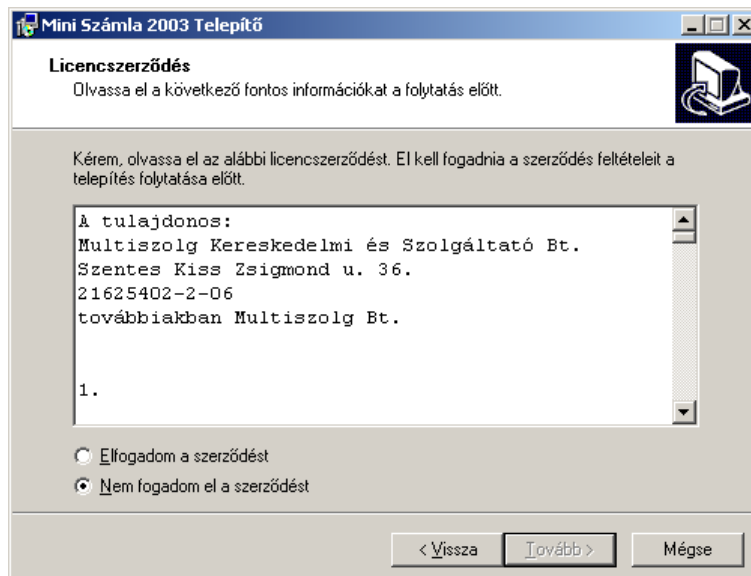 Mini Számla 2003 Telepítő
Licencszerződés
Olvassa el a következő fontos információkat a folytatás előtt.
Kérem, olvassa el az alábbi licencszerződést. El kell fogadnia a szerződés feltételeit a
telepítés folytatása előtt.
A tulajdonos:
Multiszolg Kereskedelmi és Szolgáltató Bt.
Szentes Kiss Zsigmond u. 36.
21625402-2-06
továbbiakban Multiszolg Bt.
1.
Elfogadom a szerződést
Nem fogadom el a szerződést
< Vissza
Tovább >
Mégse